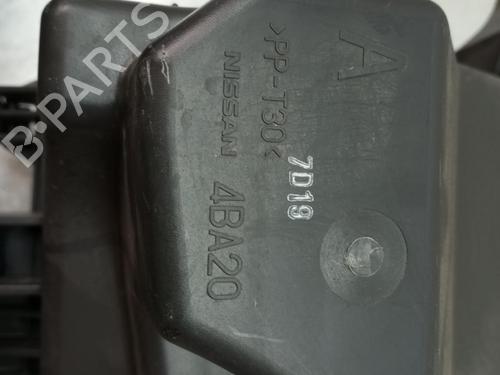 A
>PP-T30<
NISSAN 4BA20
7D19
B-PARTS